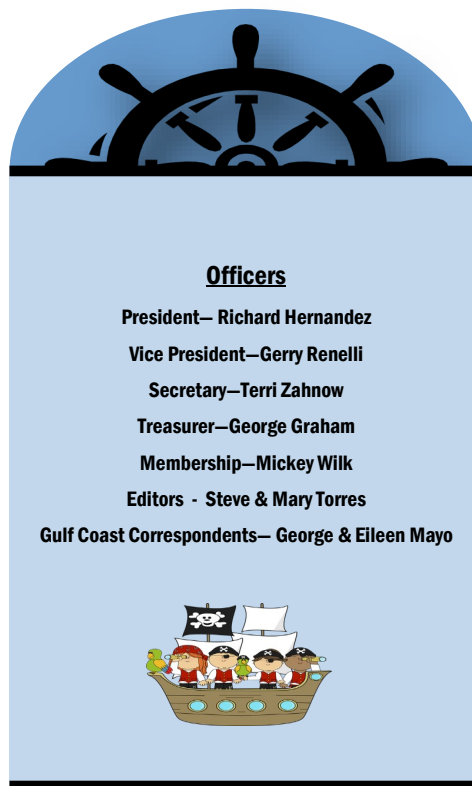 Officers
President— Richard Hernandez
Vice President—Gerry Renelli
Secretary—Terri Zahnow
Treasurer—George Graham
Membership—Mickey Wilk
Editors - Steve & Mary Torres
Gulf Coast Correspondents— George & Eileen Mayo